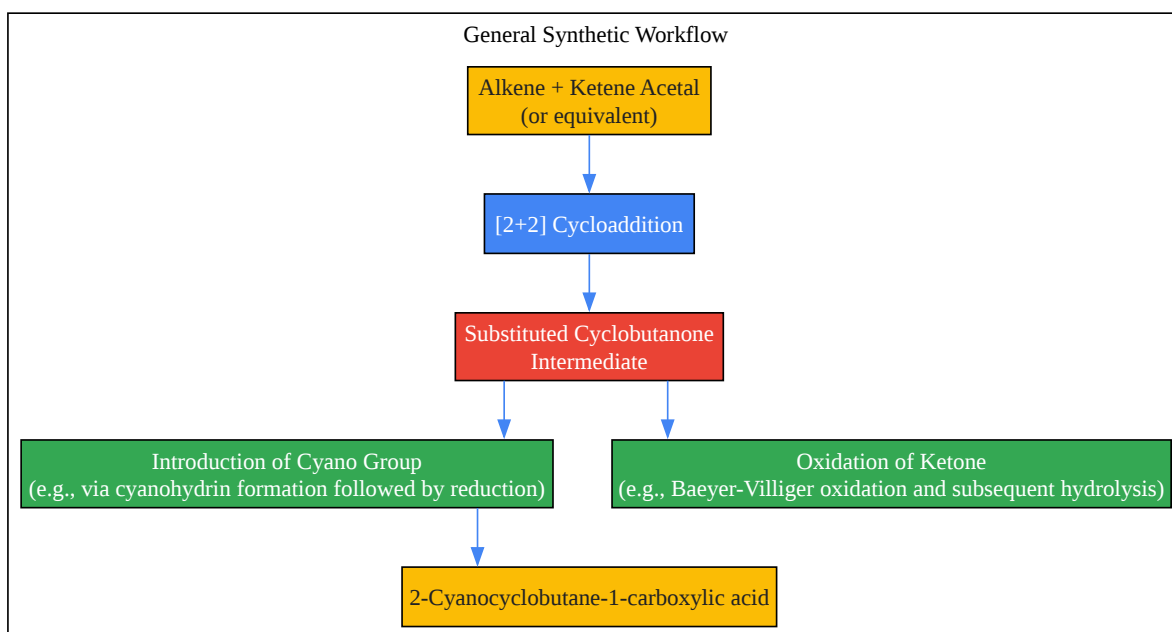 General Synthetic Workflow
Alkene + Ketene Acetal
(or equivalent)
[2+2] Cycloaddition
Substituted Cyclobutanone
Intermediate
Introduction of Cyano Group
(e.g., via cyanohydrin formation followed by reduction)
Oxidation of Ketone
(e.g., Baeyer-Villiger oxidation and subsequent hydrolysis)
2-Cyanocyclobutane-1-carboxylic acid